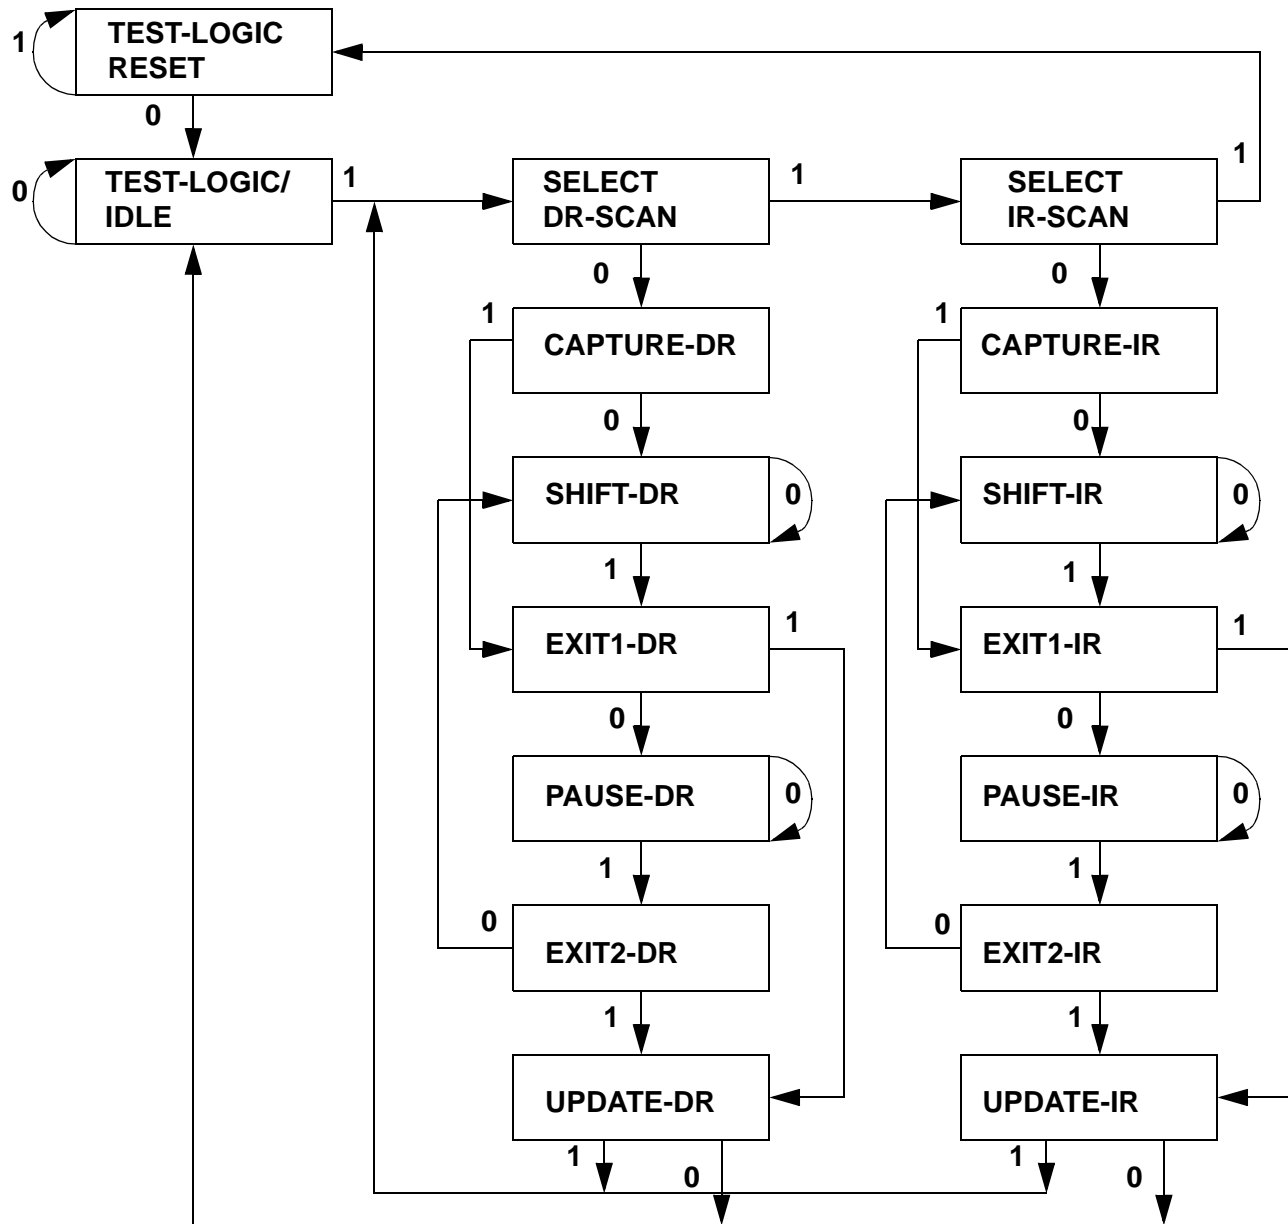 TEST-LOGIC
RESET
1
0
TEST-LOGIC/
IDLE
0
1
SELECT
DR-SCAN
1
SELECT
IR-SCAN
1
0
0
1
CAPTURE-DR
1
CAPTURE-IR
0
0
SHIFT-DR
0
SHIFT-IR
0
1
1
EXIT1-DR
1
EXIT1-IR
1
0
0
PAUSE-DR
0
PAUSE-IR
0
1
1
0
EXIT2-DR
0
EXIT2-IR
1
1
UPDATE-DR
UPDATE-IR
1
0
1
0